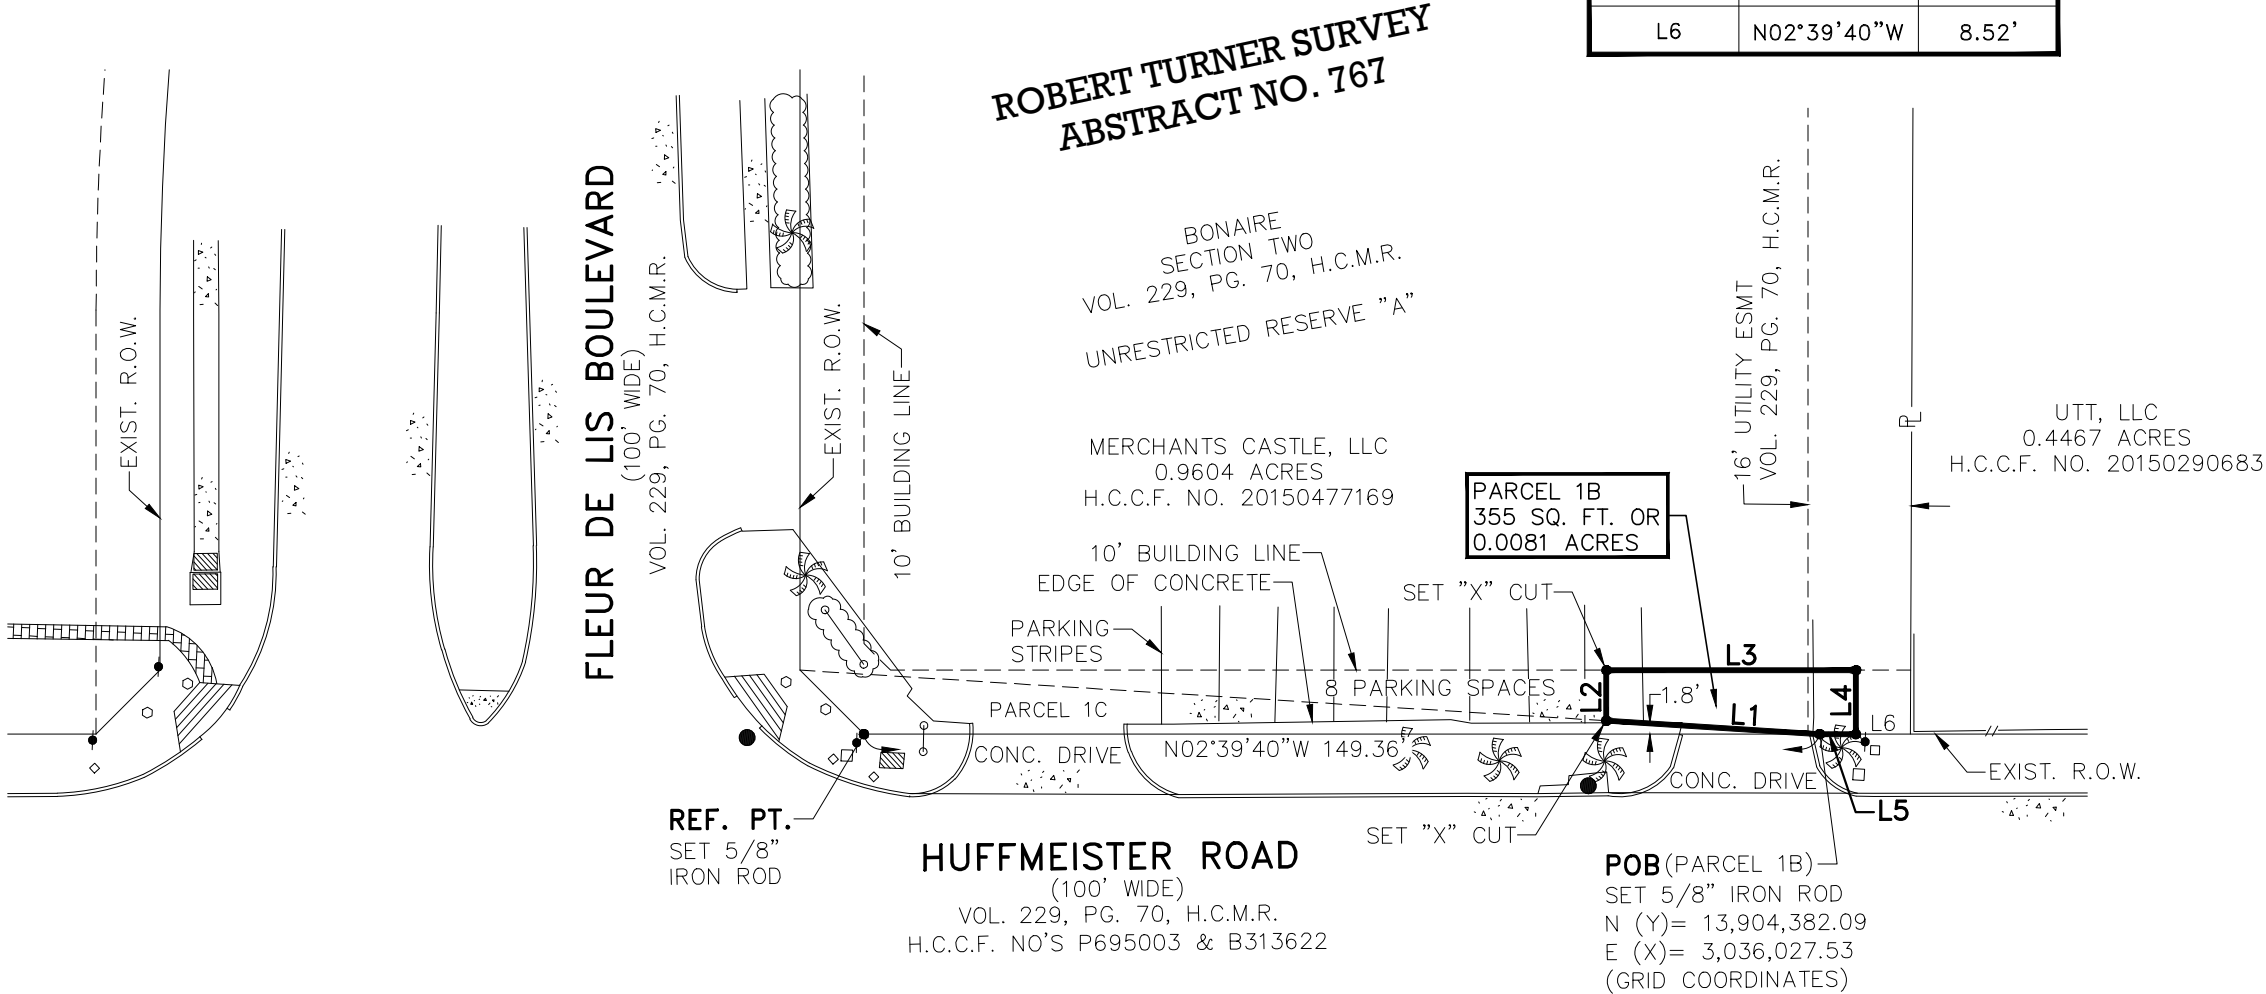 L6 N02°39'40"W 8.52'
ROBERT TURNER SURVEY
ABSTRACT NO. 767
BONAIRE
SECTION TWO
VOL. 229, PG. 70, H.C.M.R.
UNRESTRICTED RESERVE "A"
FLEUR DE LIS BOULEVARD
(100' WIDE)
VOL. 229, PG. 70, H.C.M.R.
EXIST. R.O.W.
EXIST. R.O.W.
10' BUILDING LINE
16' UTILITY ESMT
VOL. 229, PG. 70, H.C.M.R.
PL
UTT, LLC
0.4467 ACRES
H.C.C.F. NO. 20150290683
MERCHANTS CASTLE, LLC
0.9604 ACRES
H.C.C.F. NO. 20150477169
PARCEL 1B
355 SQ. FT. OR
0.0081 ACRES
10' BUILDING LINE
EDGE OF CONCRETE
SET "X" CUT
PARKING
STRIPES
8 PARKING SPACES
L3
L2
1.8'
L1
L4
L6
PARCEL 1C
CONC. DRIVE
N02°39'40"W 149.36'
CONC. DRIVE
EXIST. R.O.W.
L5
REF. PT.
SET 5/8"
IRON ROD
SET "X" CUT
HUFFMEISTER ROAD
(100' WIDE)
VOL. 229, PG. 70, H.C.M.R.
H.C.C.F. NO'S P695003 & B313622
POB (PARCEL 1B)
SET 5/8" IRON ROD
N (Y)= 13,904,382.09
E (X)= 3,036,027.53
(GRID COORDINATES)